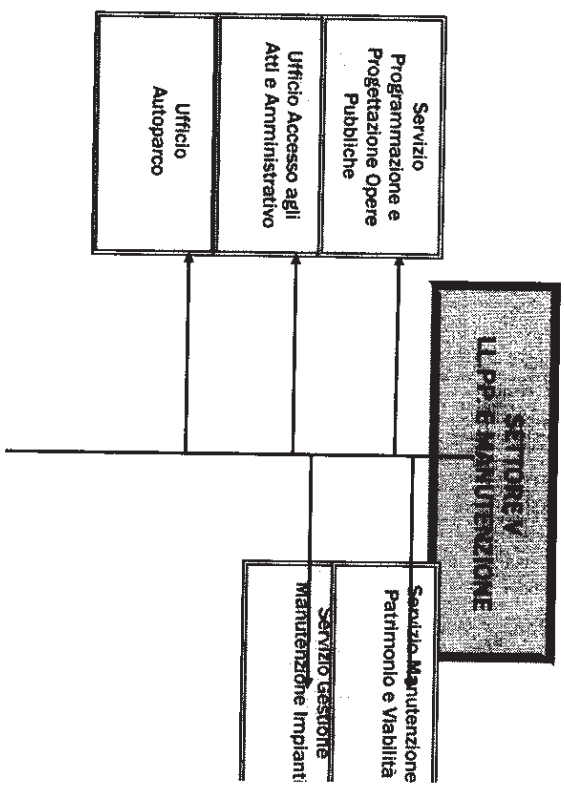 SETTORE V
LL.PP. E MANUTENZIONE
Servizio
Programmazione e
Progettazione Opere
Pubbliche
Ufficio Accesso agli
Atti e Amministrativo
Ufficio
Autoparco
Servizio Manutenzione
Patrimonio e Viabilità
Servizio Gestione
Manutenzione Impianti